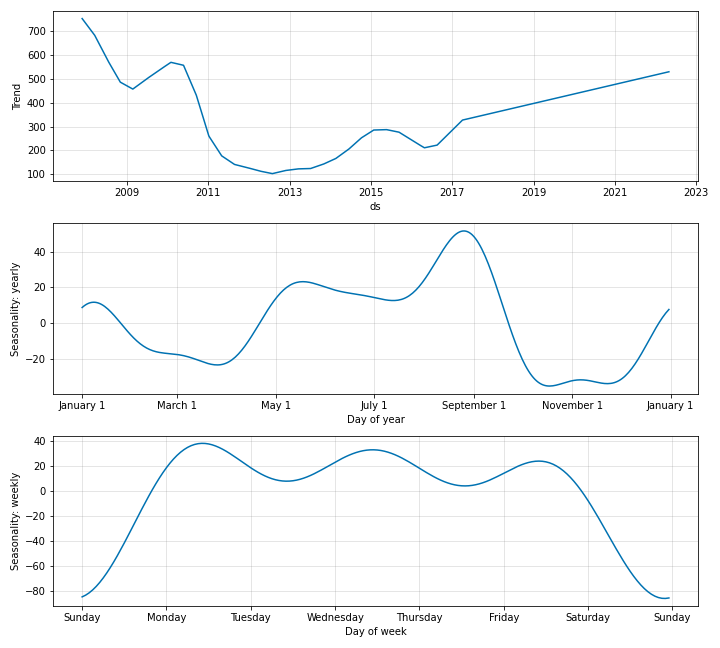 700
600
500
400
300
200
100
Trend
2009 2011 2013 2015 2017 2019 2021 2023
ds
40
20
0
−20
Seasonality: yearly
January 1 March 1 May 1 July 1 September 1 November 1 January 1
Day of year
40
20
0
−20
−40
−60
−80
Seasonality: weekly
Sunday Monday Tuesday Wednesday Thursday Friday Saturday Sunday
Day of week